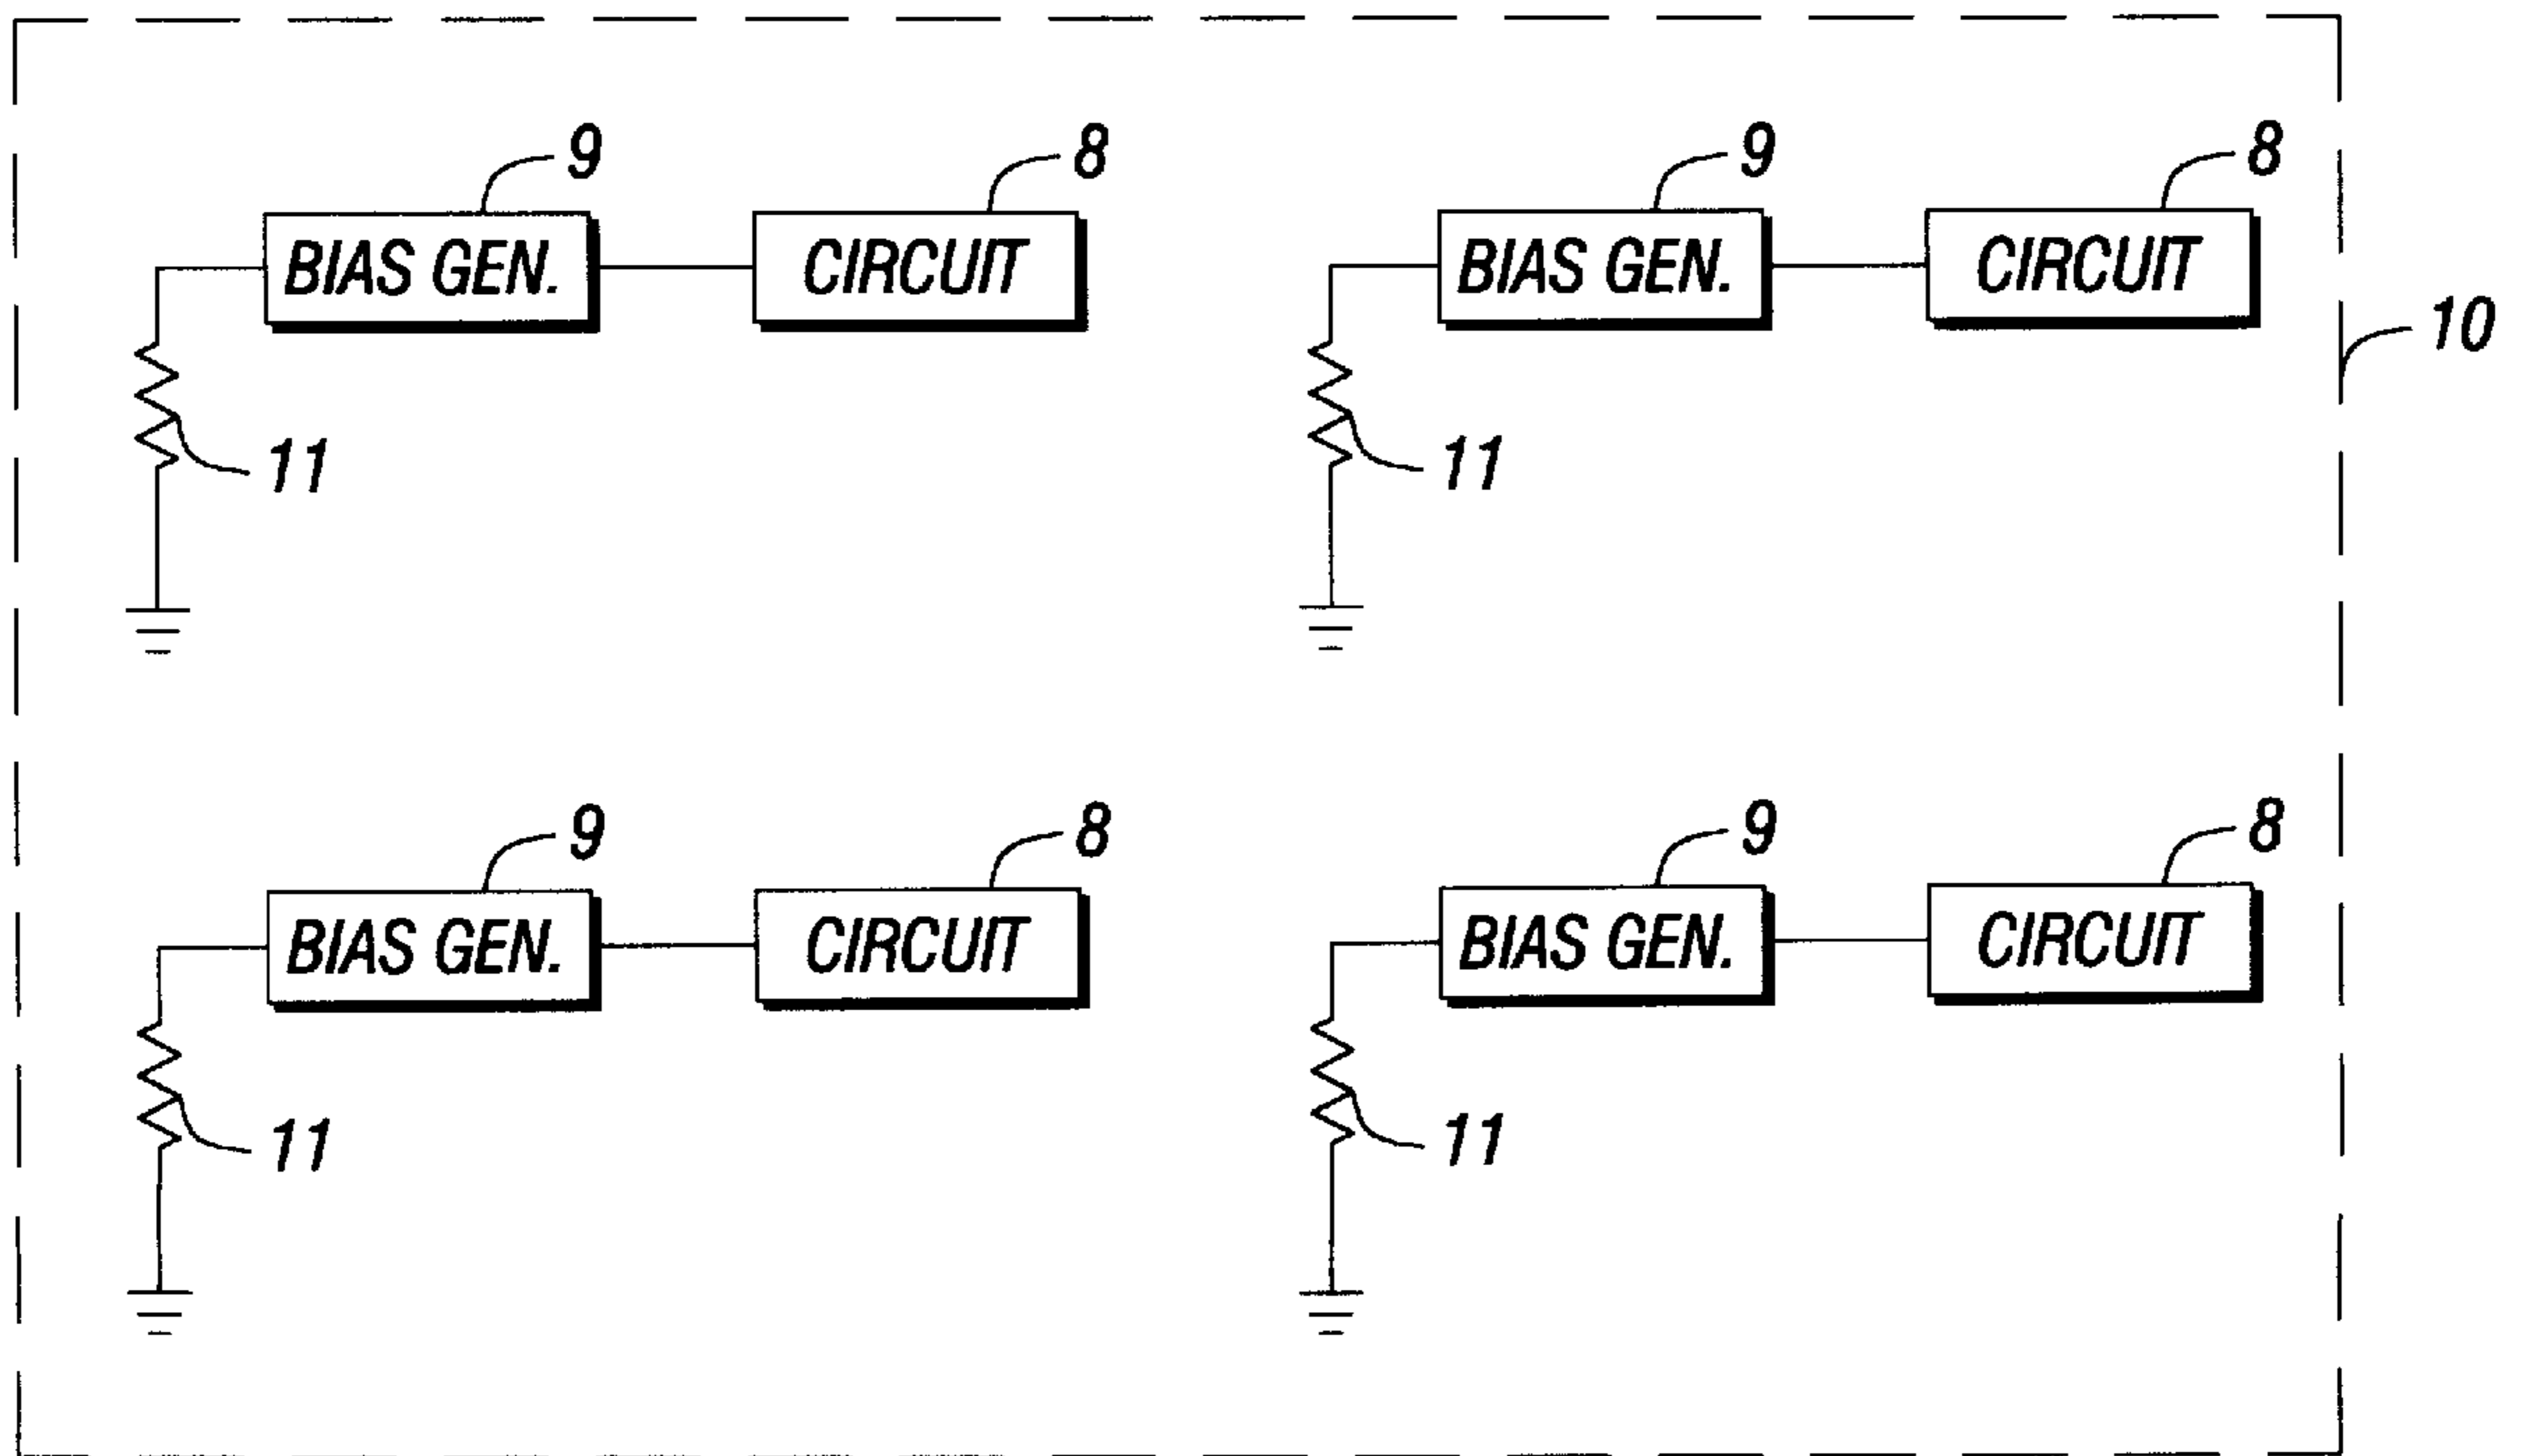 9 8 9 8
BIAS GEN. CIRCUIT BIAS GEN. CIRCUIT
10
11 11
9 8 9 8
BIAS GEN. CIRCUIT BIAS GEN. CIRCUIT
11 11